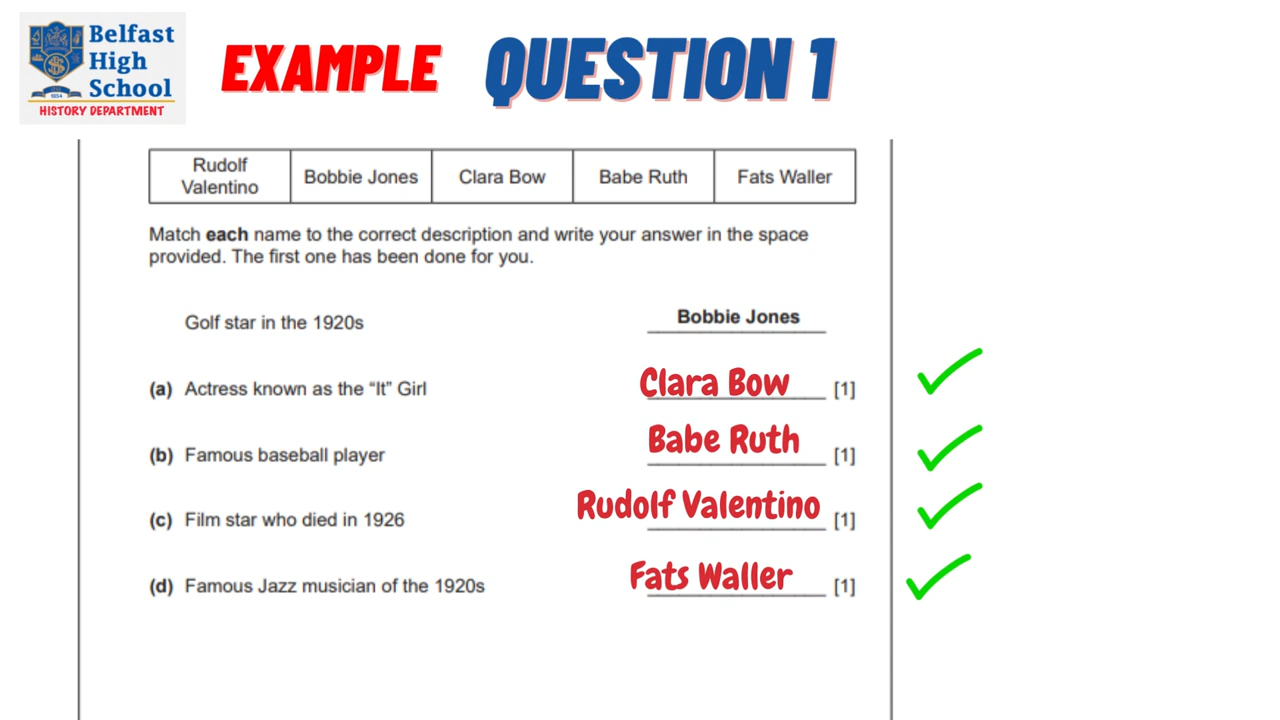 Belfast
High
School
HISTORY DEPARTMENT
EXAMPLE QUESTION 1
Rudolf Valentino Bobbie Jones Clara Bow Babe Ruth Fats Waller
Match each name to the correct description and write your answer in the space
provided. The first one has been done for you.
Golf star in the 1920s Bobbie Jones
(a) Actress known as the “It” Girl Clara Bow [1]
(b) Famous baseball player Babe Ruth [1]
(c) Film star who died in 1926 Rudolf Valentino [1]
(d) Famous Jazz musician of the 1920s Fats Waller [1]